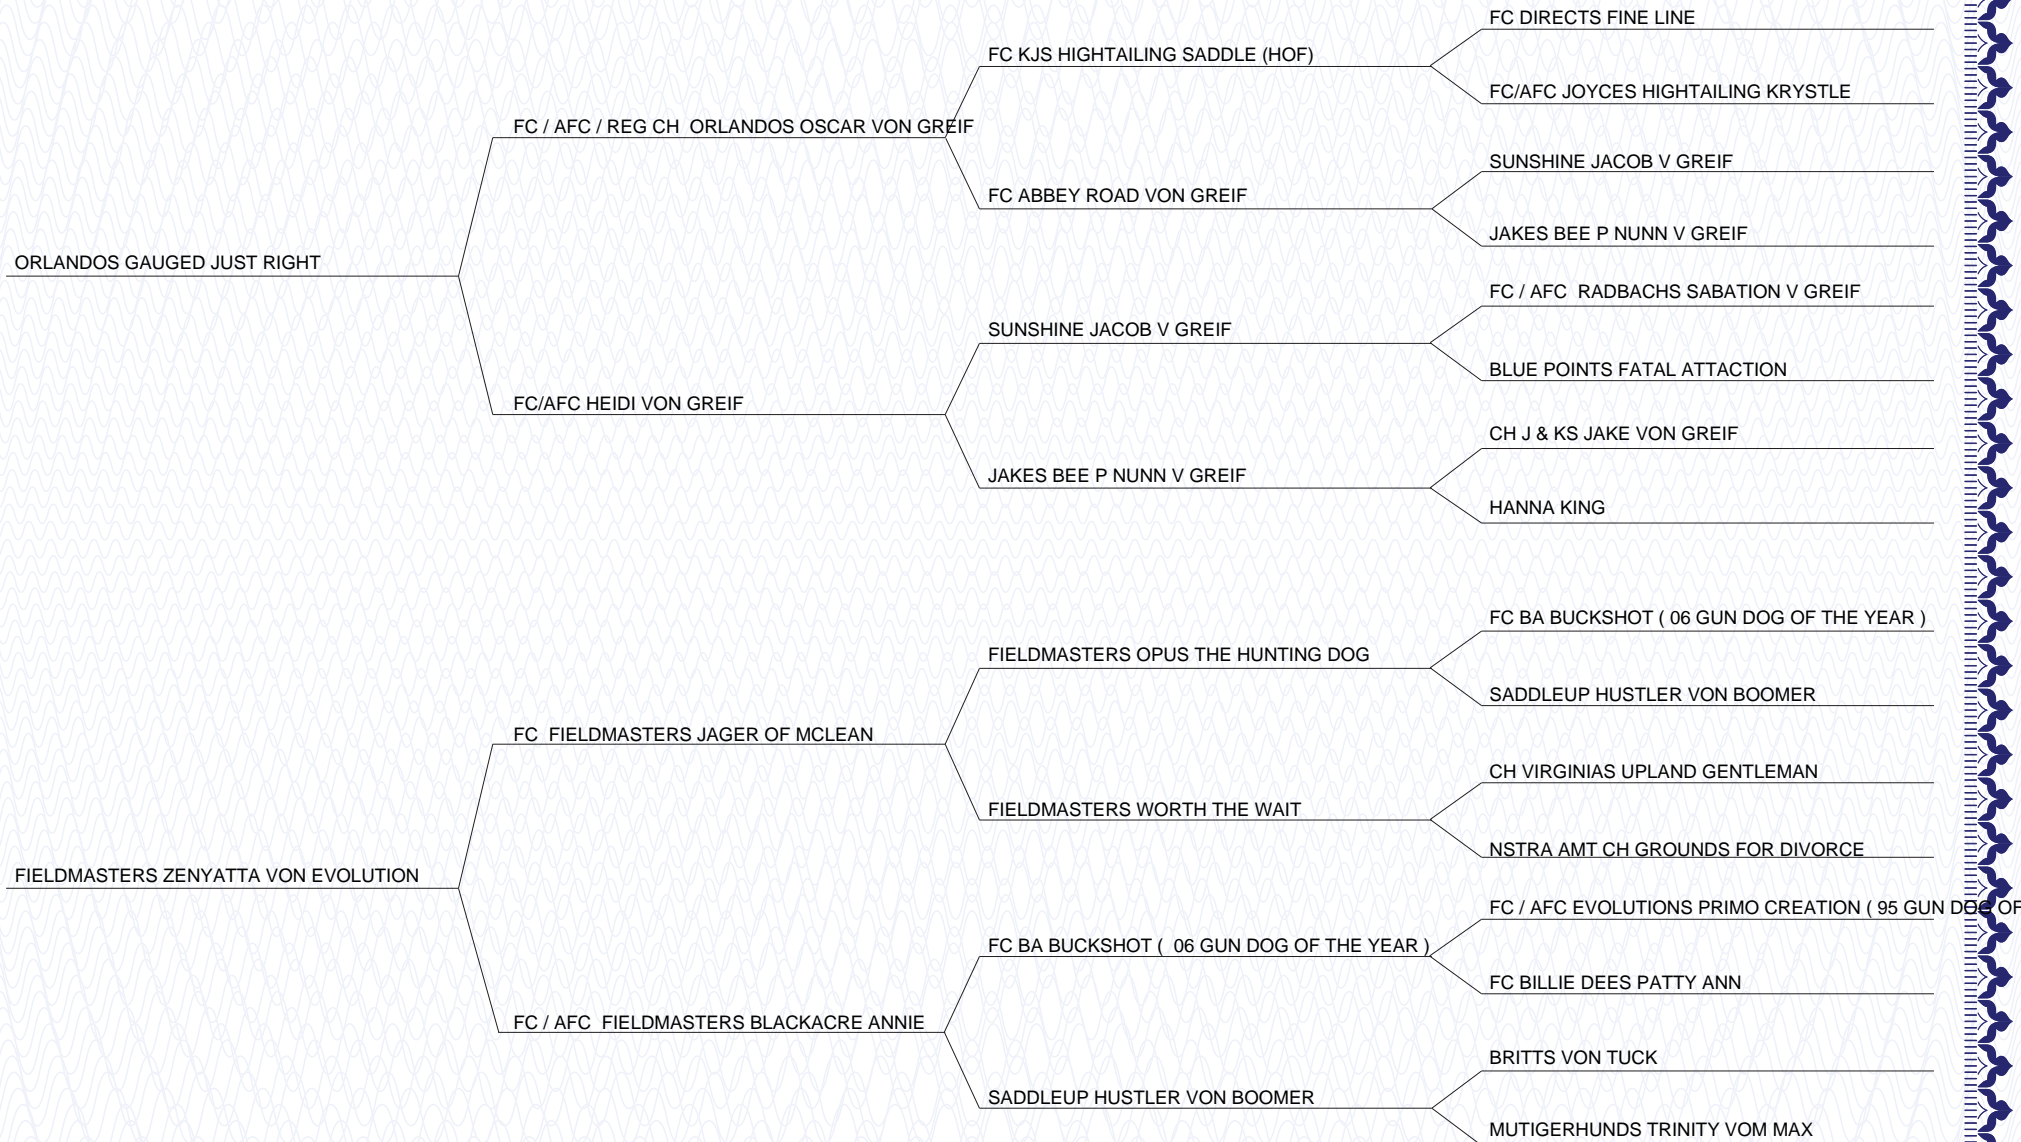 FC DIRECTS FINE LINE
FC KJS HIGHTAILING SADDLE (HOF)
FC/AFC JOYCES HIGHTAILING KRYSTLE
FC / AFC / REG CH  ORLANDOS OSCAR VON GREIF
SUNSHINE JACOB V GREIF
FC ABBEY ROAD VON GREIF
JAKES BEE P NUNN V GREIF
ORLANDOS GAUGED JUST RIGHT
FC / AFC  RADBACHS SABATION V GREIF
SUNSHINE JACOB V GREIF
BLUE POINTS FATAL ATTACTION
FC/AFC HEIDI VON GREIF
CH J & KS JAKE VON GREIF
JAKES BEE P NUNN V GREIF
HANNA KING
FC BA BUCKSHOT ( 06 GUN DOG OF THE YEAR )
FIELDMASTERS OPUS THE HUNTING DOG
SADDLEUP HUSTLER VON BOOMER
FC  FIELDMASTERS JAGER OF MCLEAN
CH VIRGINIAS UPLAND GENTLEMAN
FIELDMASTERS WORTH THE WAIT
NSTRA AMT CH GROUNDS FOR DIVORCE
FIELDMASTERS ZENYATTA VON EVOLUTION
FC / AFC EVOLUTIONS PRIMO CREATION ( 95 GUN DOG OF
FC BA BUCKSHOT (  06 GUN DOG OF THE YEAR )
FC BILLIE DEES PATTY ANN
FC / AFC  FIELDMASTERS BLACKACRE ANNIE
BRITTS VON TUCK
SADDLEUP HUSTLER VON BOOMER
MUTIGERHUNDS TRINITY VOM MAX